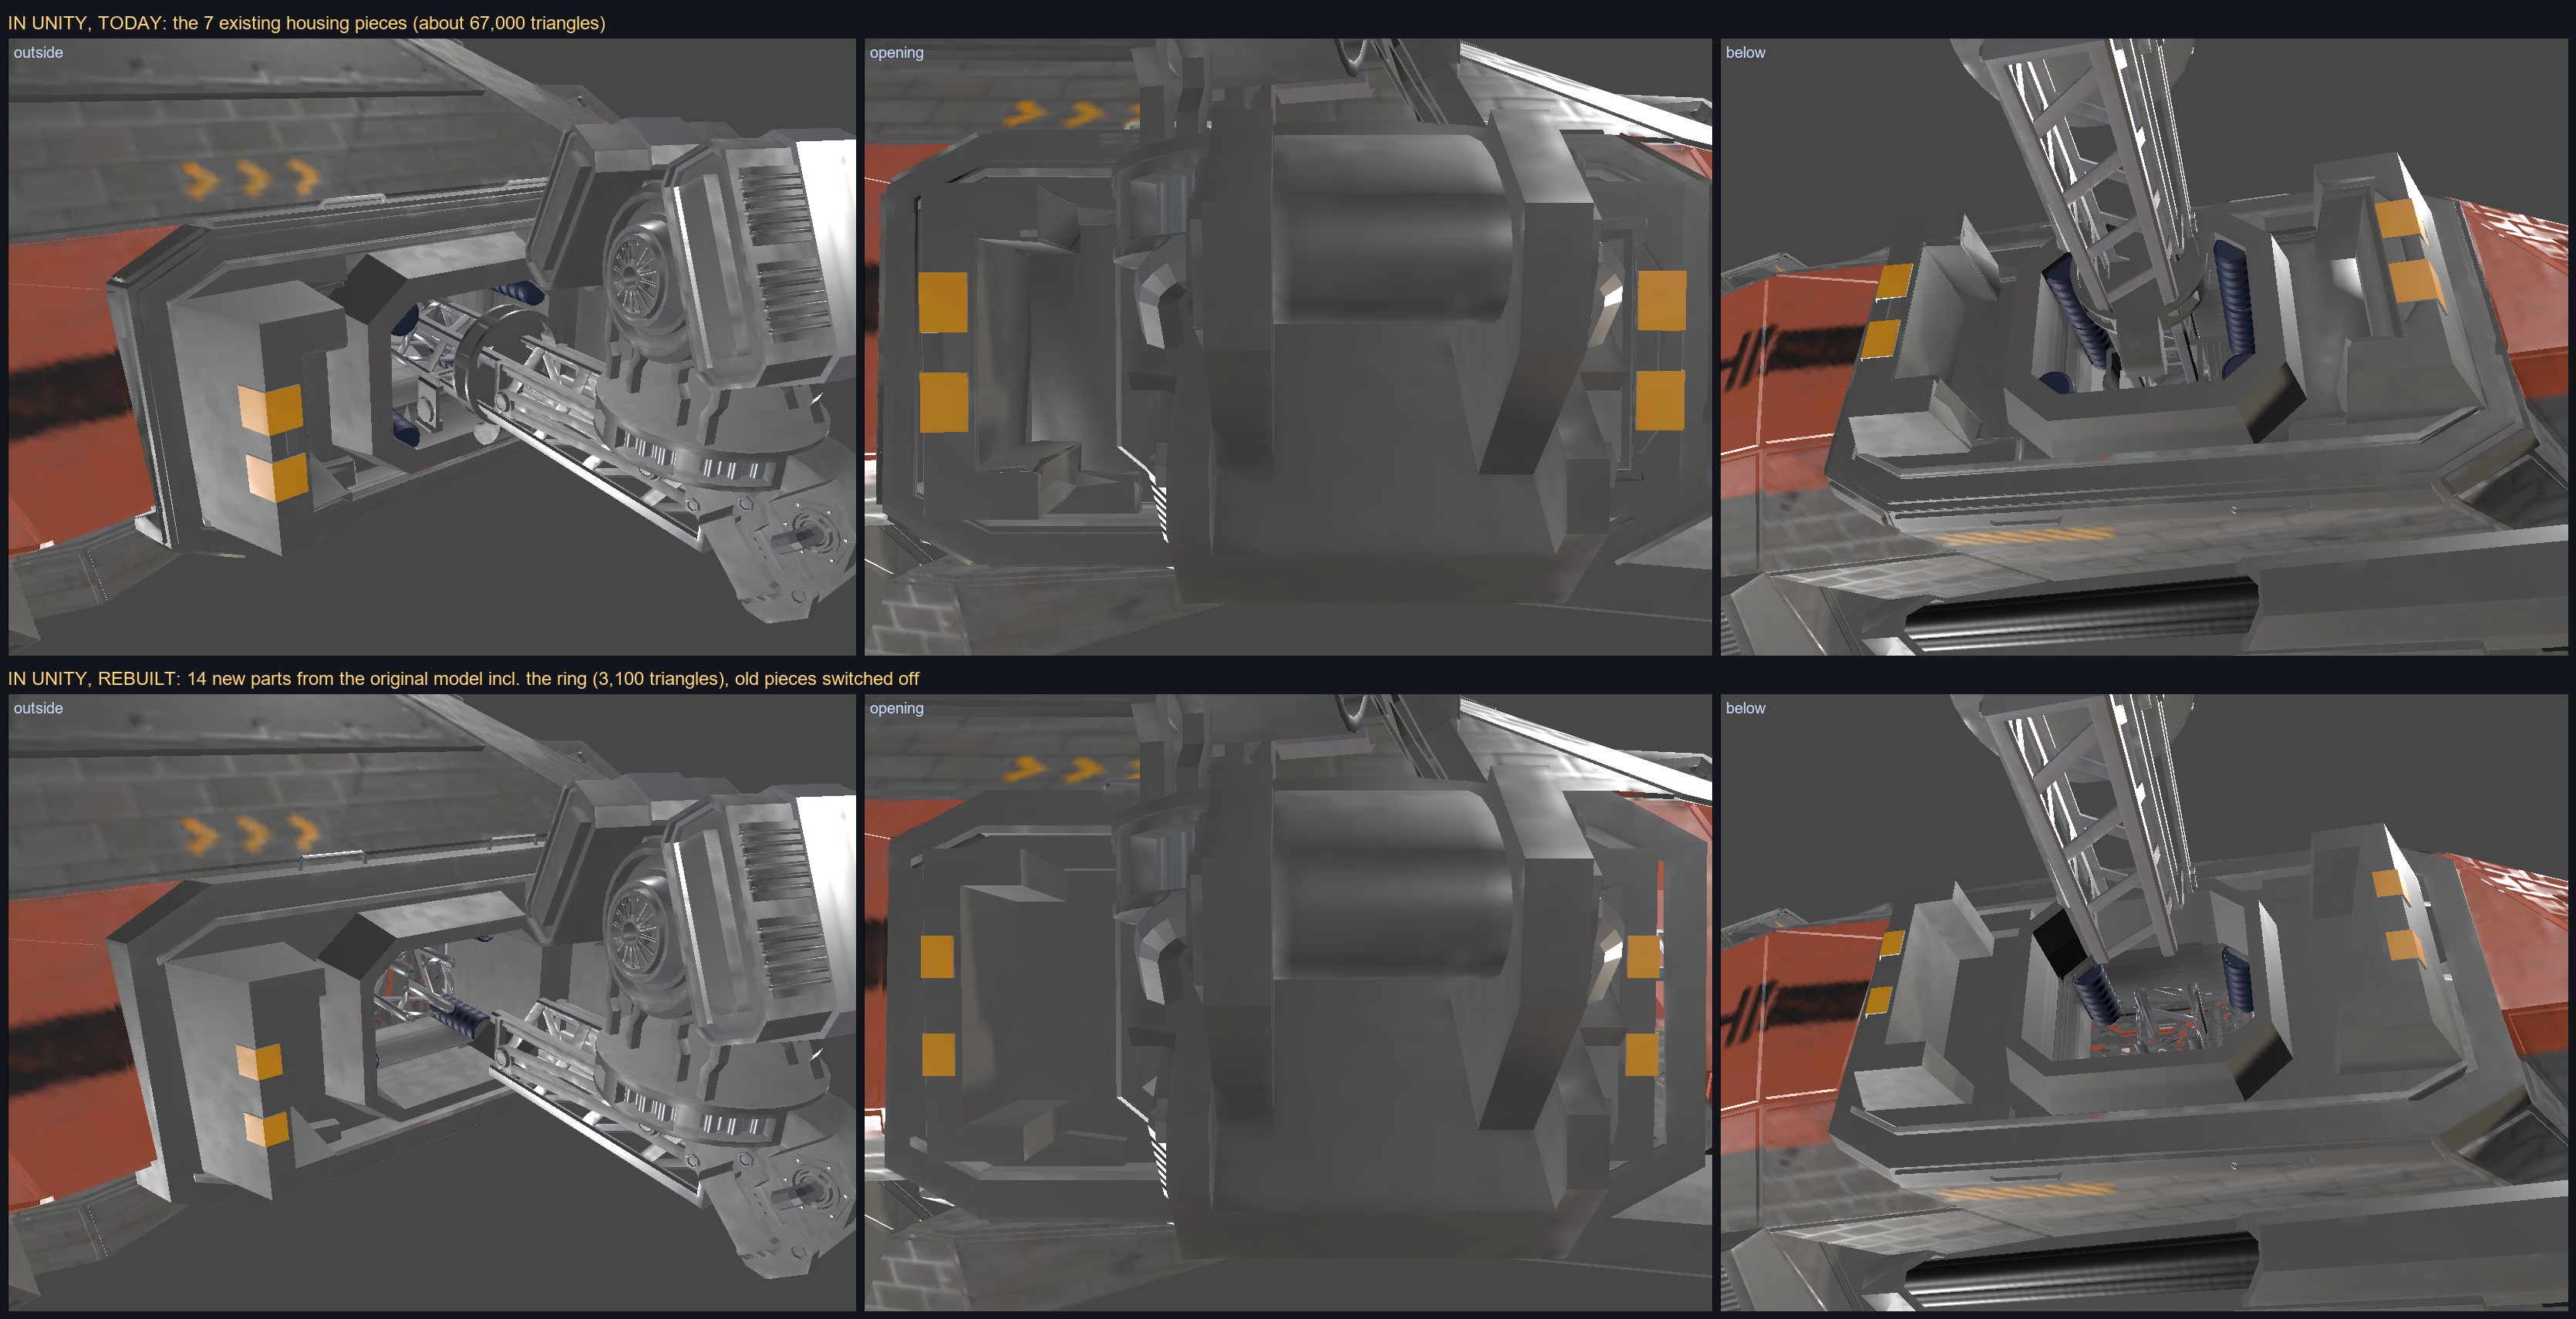 IN UNITY, TODAY: the 7 existing housing pieces (about 67,000 triangles)
outside
opening
below
IN UNITY, REBUILT: 14 new parts from the original model incl. the ring (3,100 triangles), old pieces switched off
outside
opening
below